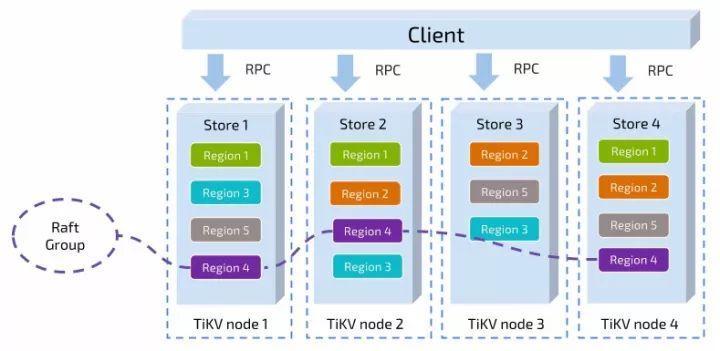 Client
RPC
RPC
RPC
RPC
Store 1
Region 1
Region 3
Region 5
Region 4
TiKV node 1
Store 2
Region 1
Region 2
Region 4
Region 3
TiKV node 2
Store 3
Region 2
Region 5
Region 3
TiKV node 3
Store 4
Region 1
Region 2
Region 5
Region 4
TiKV node 4
Raft
Group